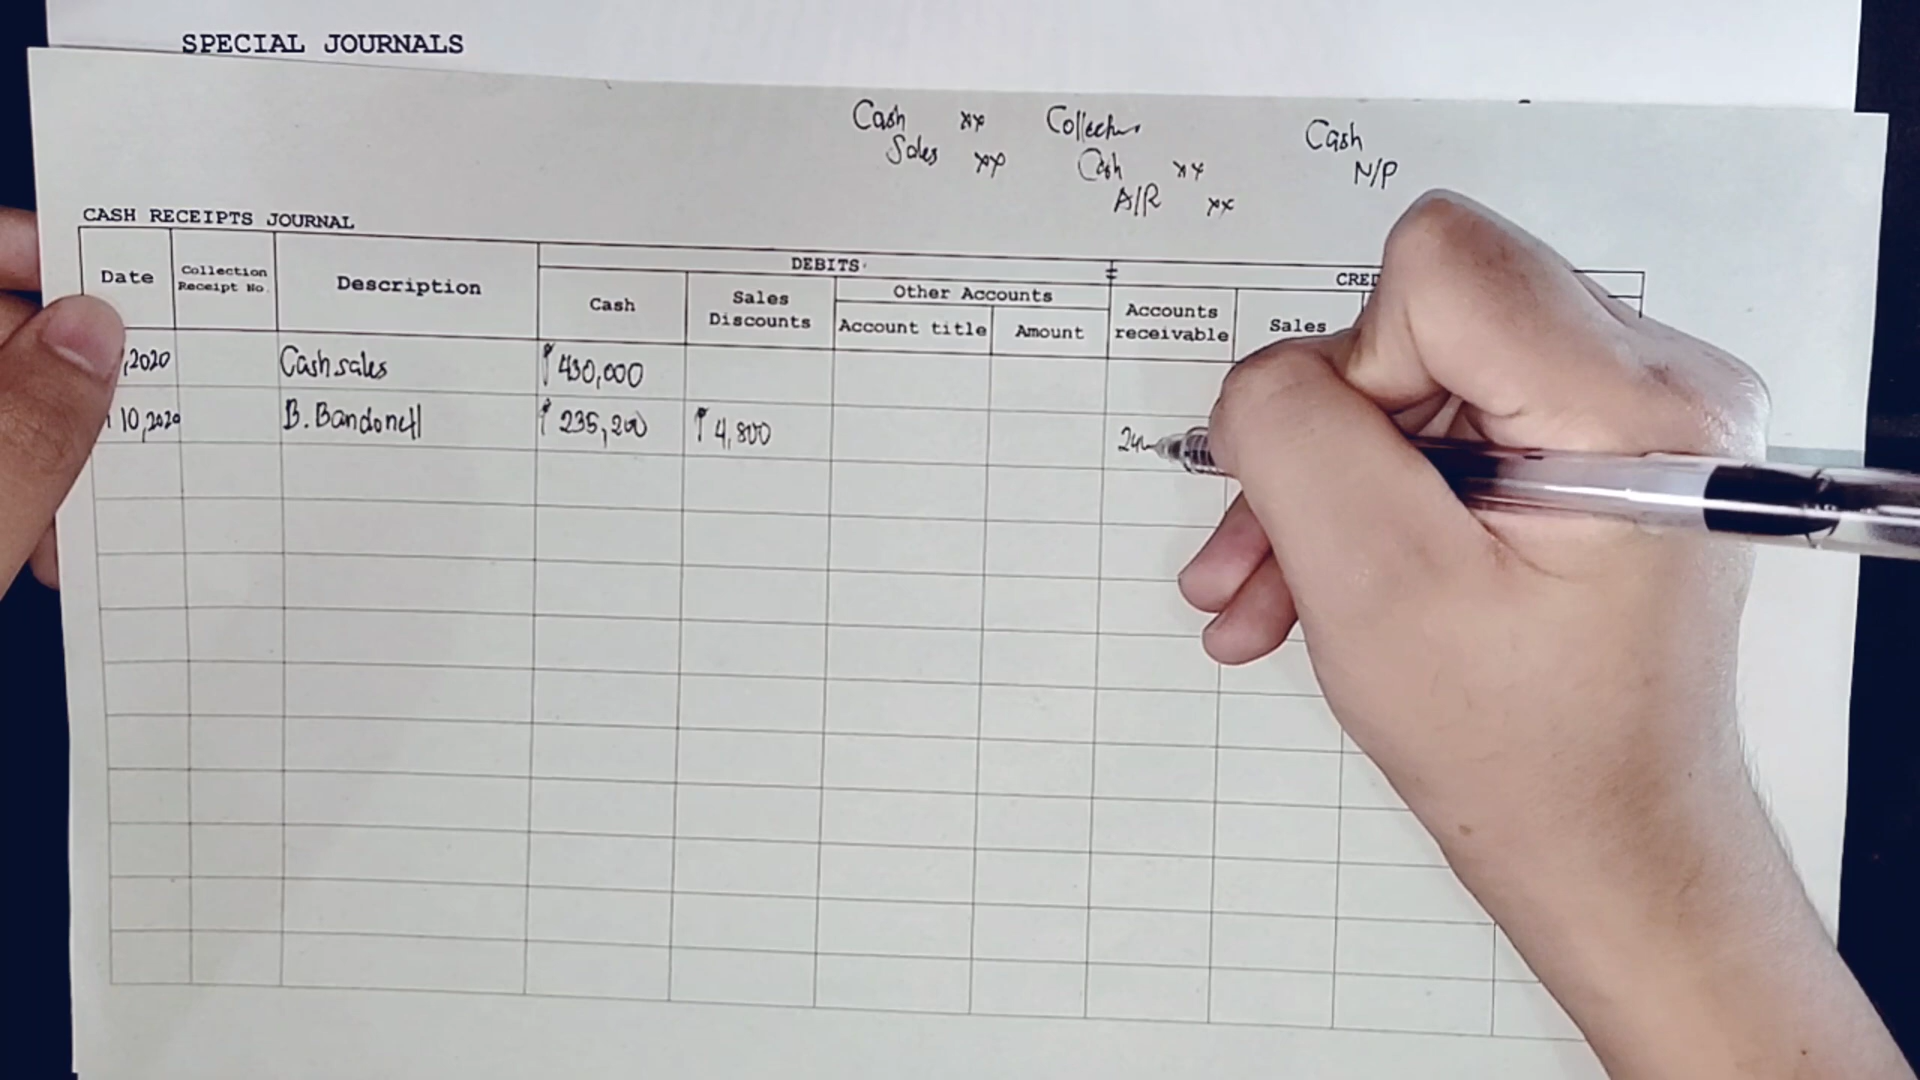 SPECIAL JOURNALS
Cash xx Collection Cash
Sales xx Cash xx N/P
A/R xx
CASH RECEIPTS JOURNAL
DEBITS
Date Collection Receipt No. Description Cash Sales Discounts Other Accounts Accounts receivable Sales
Account title Amount
,2020 Cash sales ₱ 430,000
10,2020 ₱ 235,200 ₱ 4,800